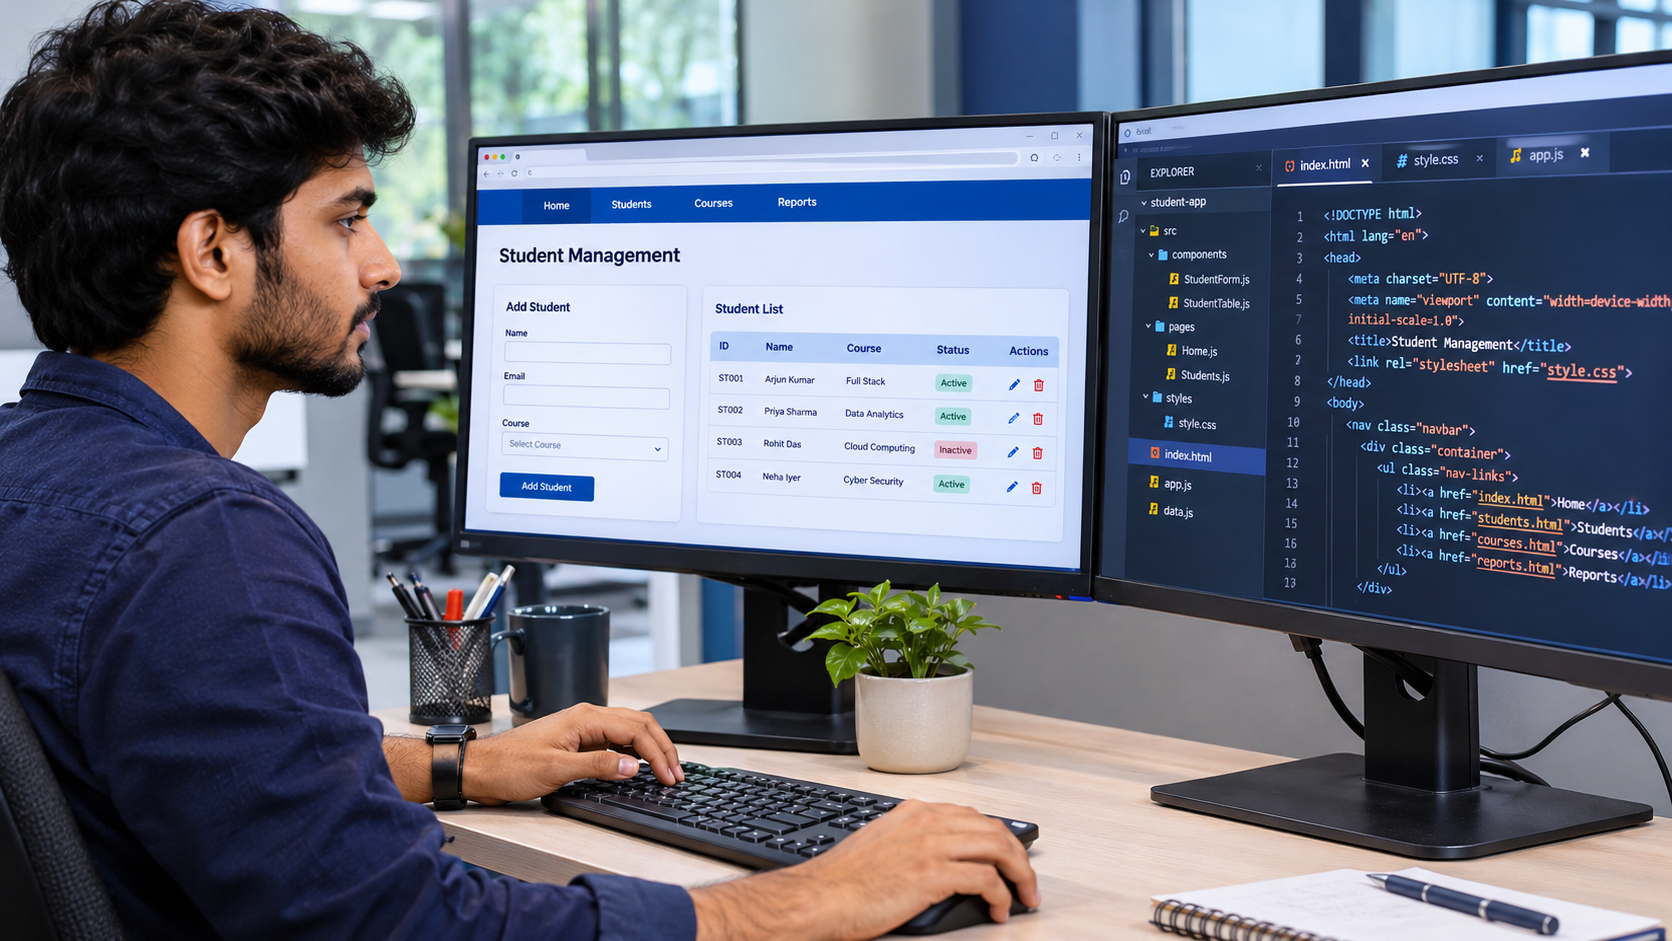 Home Students Courses Reports
Student Management
Add Student
Name
Email
Course
Select Course
Add Student
Student List
ID Name Course Status Actions
ST001 Arjun Kumar Full Stack Active
ST002 Priya Sharma Data Analytics Active
ST003 Rohit Das Cloud Computing Inactive
ST004 Neha Iyer Cyber Security Active
EXPLORER
student-app
src
components
StudentForm.js
StudentTable.js
pages
Home.js
Students.js
styles
style.css
index.html
app.js
data.js
index.html × # style.css × app.js ×
1 <!DOCTYPE html>
2 <html lang="en">
3 <head>
4 <meta charset="UTF-8">
5 <meta name="viewport" content="width=device-width
7 initial-scale=1.0">
6 <title>Student Management</title>
7 <link rel="stylesheet" href="style.css">
8 </head>
9 <body>
10 <nav class="navbar">
11 <div class="container">
12 <ul class="nav-links">
13 <li><a href="index.html">Home</a></li>
14 <li><a href="students.html">Students</a></
15 <li><a href="courses.html">Courses</a></li
16 <li><a href="reports.html">Reports</a></li>
13 </ul>
13 </div>